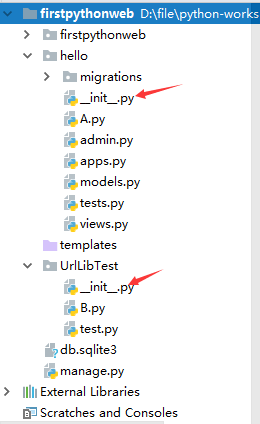 firstpythonweb D:\file\python-works
firstpythonweb
hello
migrations
__init__.py
A.py
admin.py
apps.py
models.py
tests.py
views.py
templates
UrlLibTest
__init__.py
B.py
test.py
db.sqlite3
manage.py
External Libraries
Scratches and Consoles